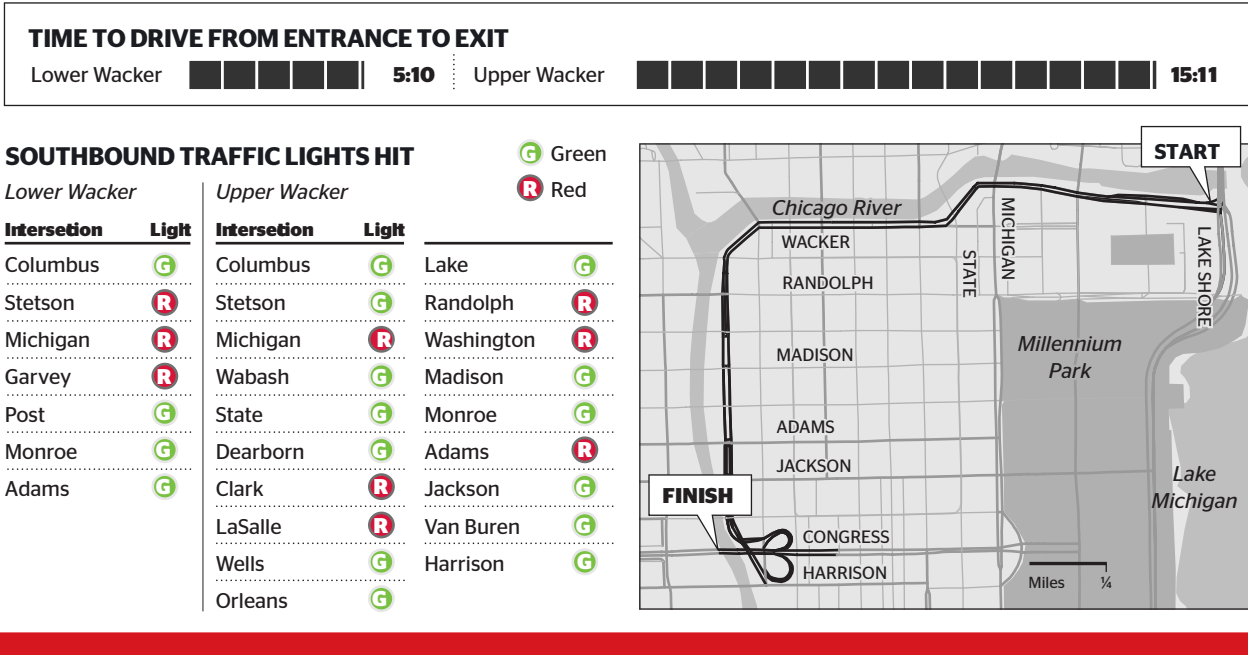 TIME TO DRIVE FROM ENTRANCE TO EXIT
Lower Wacker 5:10 Upper Wacker 15:11
SOUTHBOUND TRAFFIC LIGHTS HIT
G Green
R Red
Lower Wacker
Intersection Light
Columbus G
Stetson R
Michigan R
Garvey R
Post G
Monroe G
Adams G
Upper Wacker
Intersection Light
Columbus G
Stetson G
Michigan R
Wabash G
State G
Dearborn G
Clark R
LaSalle R
Wells G
Orleans G
Lake G
Randolph R
Washington R
Madison G
Monroe G
Adams R
Jackson G
Van Buren G
Harrison G
START
Chicago River
WACKER
RANDOLPH
STATE
MICHIGAN
LAKE SHORE
MADISON
Millennium
Park
ADAMS
JACKSON
FINISH
Lake
Michigan
CONGRESS
HARRISON
Miles ¼